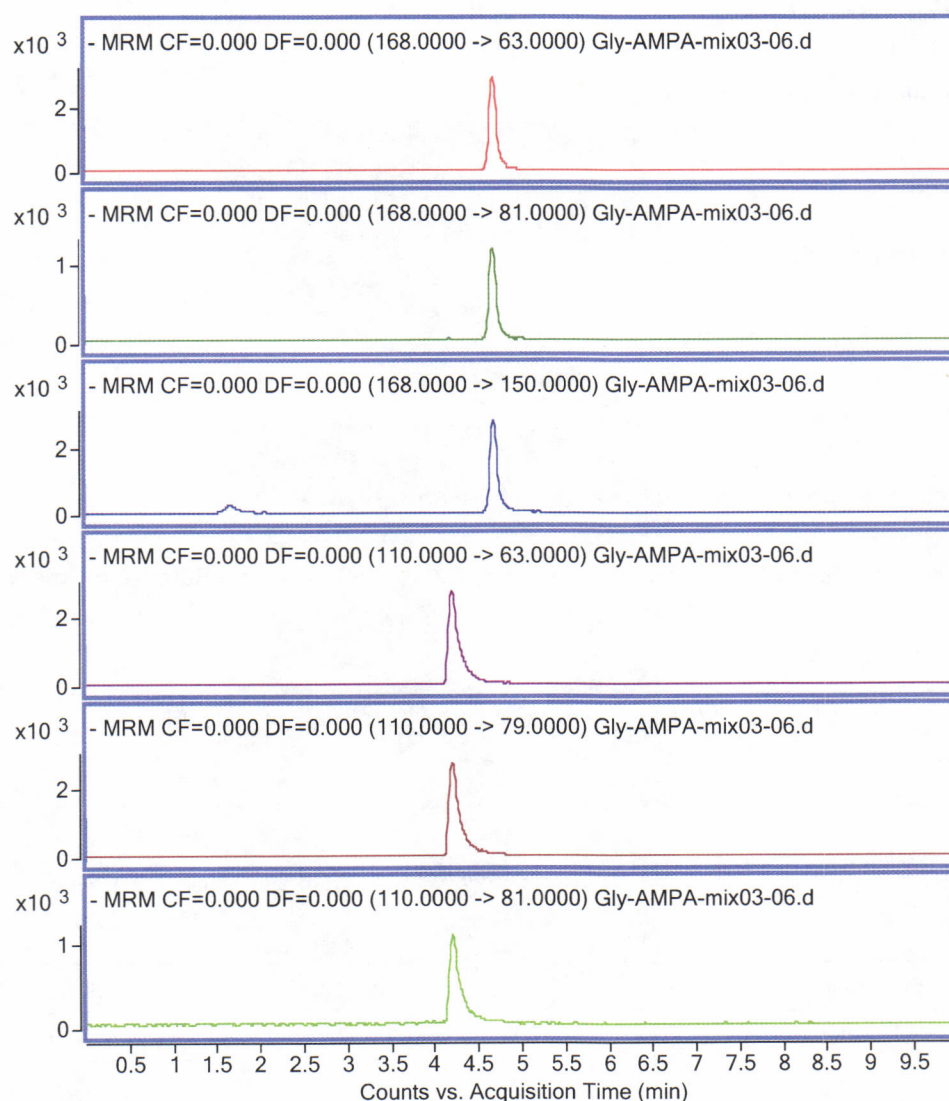 x10 3
- MRM CF=0.000 DF=0.000 (168.0000 -> 63.0000) Gly-AMPA-mix03-06.d
2
0
x10 3
- MRM CF=0.000 DF=0.000 (168.0000 -> 81.0000) Gly-AMPA-mix03-06.d
1
0
x10 3
- MRM CF=0.000 DF=0.000 (168.0000 -> 150.0000) Gly-AMPA-mix03-06.d
2
0
x10 3
- MRM CF=0.000 DF=0.000 (110.0000 -> 63.0000) Gly-AMPA-mix03-06.d
2
0
x10 3
- MRM CF=0.000 DF=0.000 (110.0000 -> 79.0000) Gly-AMPA-mix03-06.d
2
0
x10 3
- MRM CF=0.000 DF=0.000 (110.0000 -> 81.0000) Gly-AMPA-mix03-06.d
1
0
0.5 1 1.5 2 2.5 3 3.5 4 4.5 5 5.5 6 6.5 7 7.5 8 8.5 9 9.5
Counts vs. Acquisition Time (min)